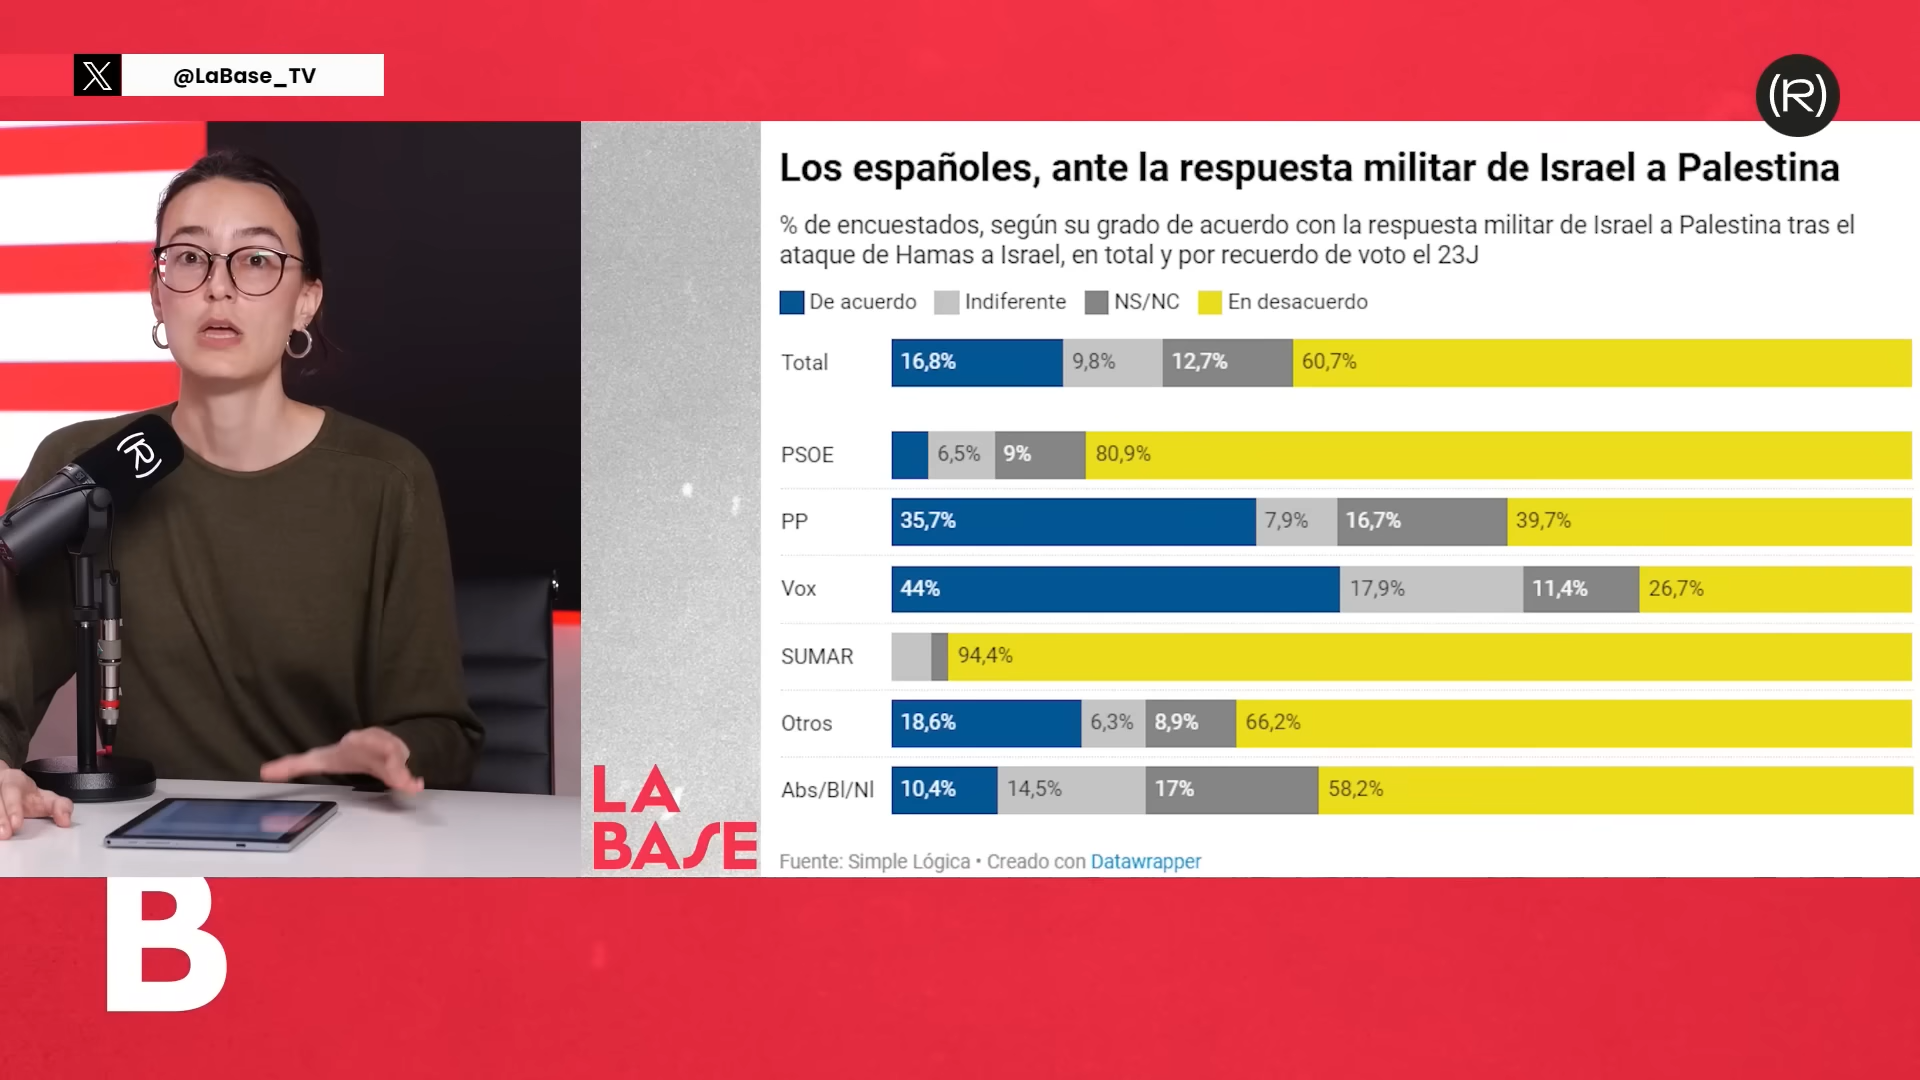 @LaBase_TV
(R)
Los españoles, ante la respuesta militar de Israel a Palestina
% de encuestados, según su grado de acuerdo con la respuesta militar de Israel a Palestina tras el
ataque de Hamas a Israel, en total y por recuerdo de voto el 23J
De acuerdo Indiferente NS/NC En desacuerdo
Total 16,8% 9,8% 12,7% 60,7%
PSOE 6,5% 9% 80,9%
PP 35,7% 7,9% 16,7% 39,7%
Vox 44% 17,9% 11,4% 26,7%
SUMAR 94,4%
Otros 18,6% 6,3% 8,9% 66,2%
Abs/Bl/Nl 10,4% 14,5% 17% 58,2%
Fuente: Simple Lógica • Creado con Datawrapper
(R)
LA
BASE
B